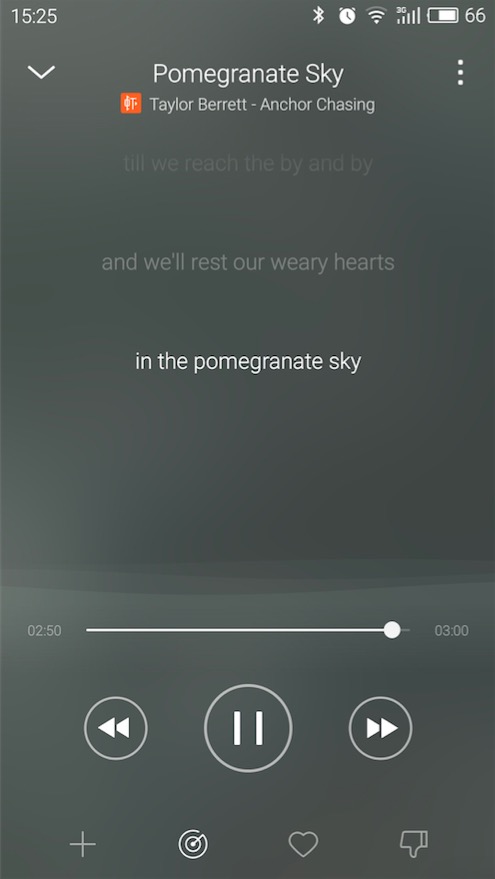 15:25 3G 66
Pomegranate Sky
Taylor Berrett - Anchor Chasing
till we reach the by and by
and we'll rest our weary hearts
in the pomegranate sky
02:50 03:00